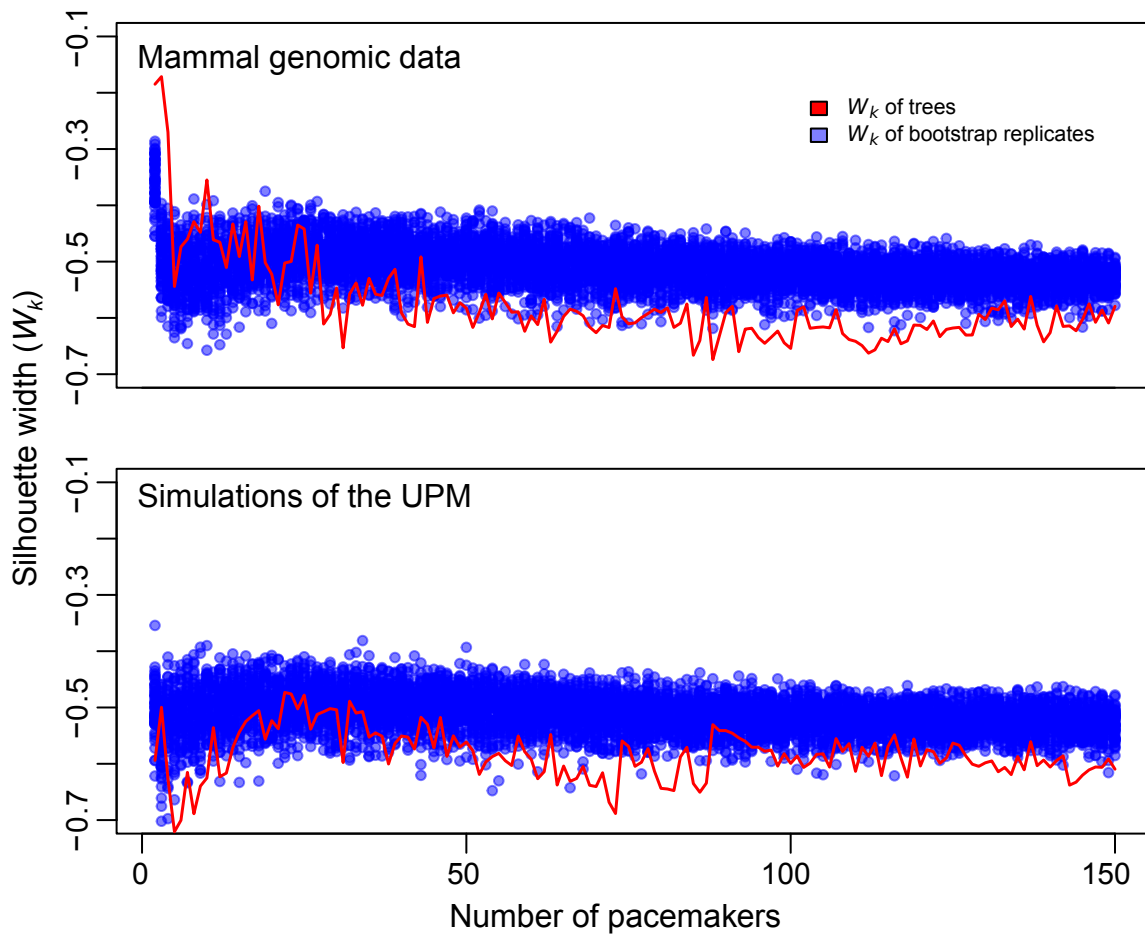 Mammal genomic data
W_k of trees
W_k of bootstrap replicates
−0.1
−0.3
−0.5
−0.7
Silhouette width (W_k)
Simulations of the UPM
−0.1
−0.3
−0.5
−0.7
0
50
100
150
Number of pacemakers